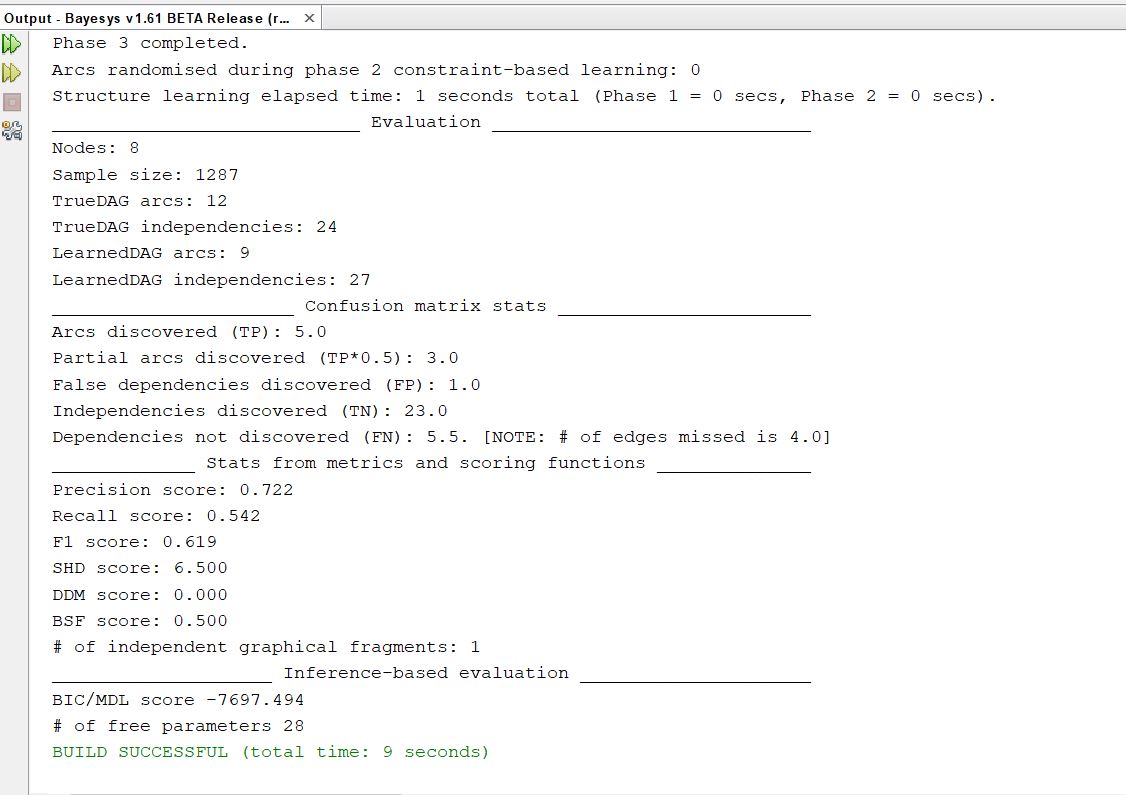 Output - Bayesys v1.61 BETA Release (r...
Phase 3 completed.
Arcs randomised during phase 2 constraint-based learning: 0
Structure learning elapsed time: 1 seconds total (Phase 1 = 0 secs, Phase 2 = 0 secs).
____________________________ Evaluation _____________________________
Nodes: 8
Sample size: 1287
TrueDAG arcs: 12
TrueDAG independencies: 24
LearnedDAG arcs: 9
LearnedDAG independencies: 27
______________________ Confusion matrix stats _______________________
Arcs discovered (TP): 5.0
Partial arcs discovered (TP*0.5): 3.0
False dependencies discovered (FP): 1.0
Independencies discovered (TN): 23.0
Dependencies not discovered (FN): 5.5. [NOTE: # of edges missed is 4.0]
_____________ Stats from metrics and scoring functions ______________
Precision score: 0.722
Recall score: 0.542
F1 score: 0.619
SHD score: 6.500
DDM score: 0.000
BSF score: 0.500
# of independent graphical fragments: 1
____________________ Inference-based evaluation _____________________
BIC/MDL score -7697.494
# of free parameters 28
BUILD SUCCESSFUL (total time: 9 seconds)